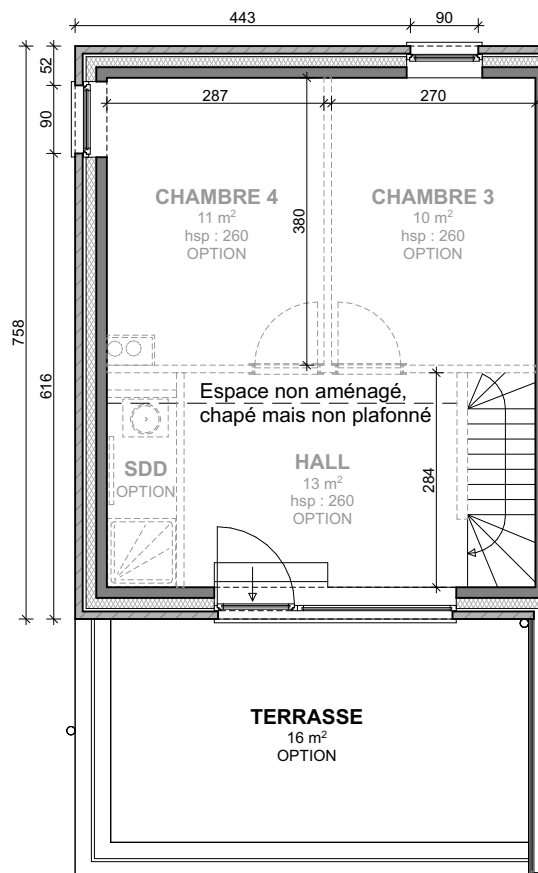 443
90
52
90
287
270
CHAMBRE 4
11 m²
hsp : 260
OPTION
380
CHAMBRE 3
10 m²
hsp : 260
OPTION
758
616
Espace non aménagé,
chapé mais non plafonné
SDD
OPTION
HALL
13 m²
hsp : 260
OPTION
284
TERRASSE
16 m²
OPTION